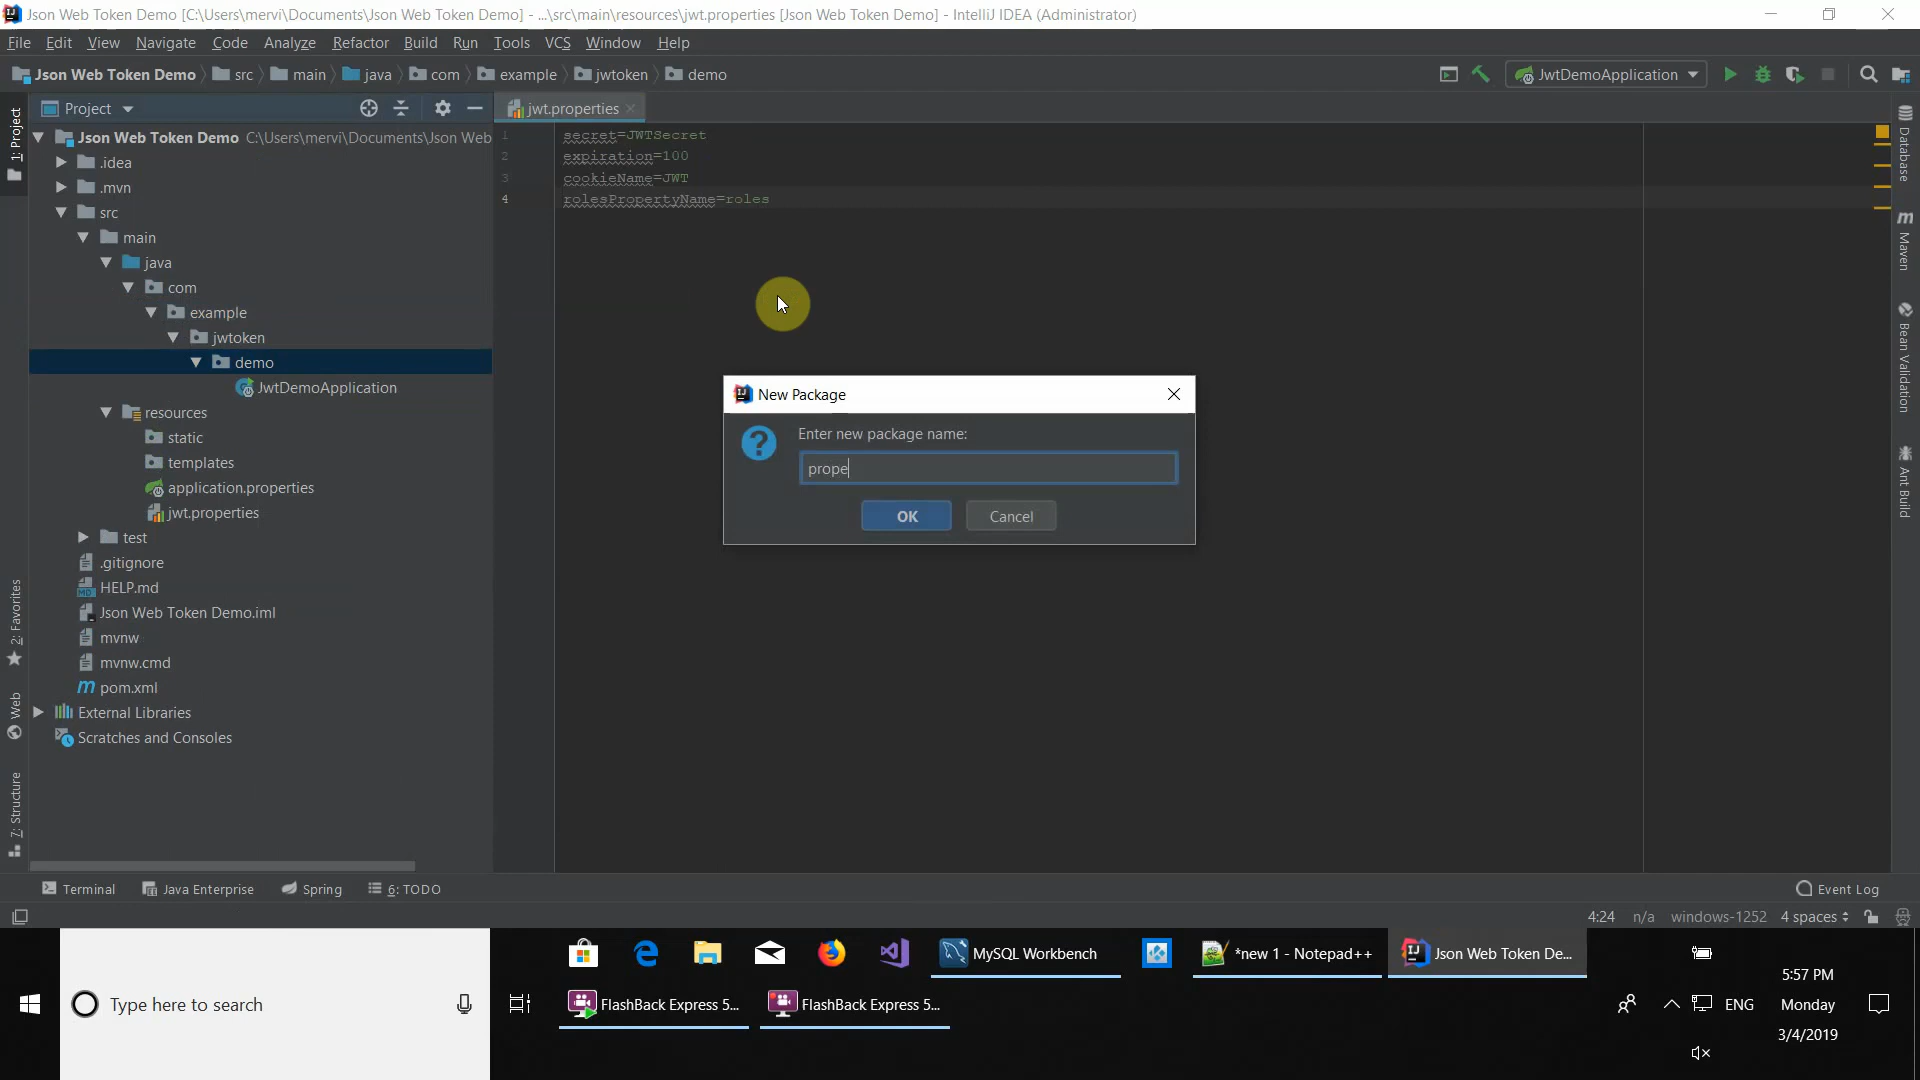 Json Web Token Demo [C:\Users\mervi\Documents\Json Web Token Demo] - ...\src\main\resources\jwt.properties [Json Web Token Demo] - IntelliJ IDEA (Administrator)
File Edit View Navigate Code Analyze Refactor Build Run Tools VCS Window Help
Json Web Token Demo src main java com example jwtoken demo JwtDemoApplication
1: Project
Project
jwt.properties
Json Web Token Demo C:\Users\mervi\Documents\Json Web
.idea
.mvn
src
main
java
com
example
jwtoken
demo
JwtDemoApplication
resources
static
templates
application.properties
jwt.properties
test
.gitignore
HELP.md
Json Web Token Demo.iml
mvnw
mvnw.cmd
pom.xml
External Libraries
Scratches and Consoles
1 secret=JWTSecret
2 expiration=100
3 cookieName=JWT
4 rolesPropertyName=roles
New Package
Enter new package name:
prope
OK Cancel
Database
Maven
Bean Validation
Ant Build
2: Favorites
Web
7: Structure
Terminal Java Enterprise Spring 6: TODO Event Log
4:24 n/a windows-1252 4 spaces
MySQL Workbench *new 1 - Notepad++ Json Web Token De...
Type here to search FlashBack Express 5... FlashBack Express 5... ENG
5:57 PM
Monday
3/4/2019